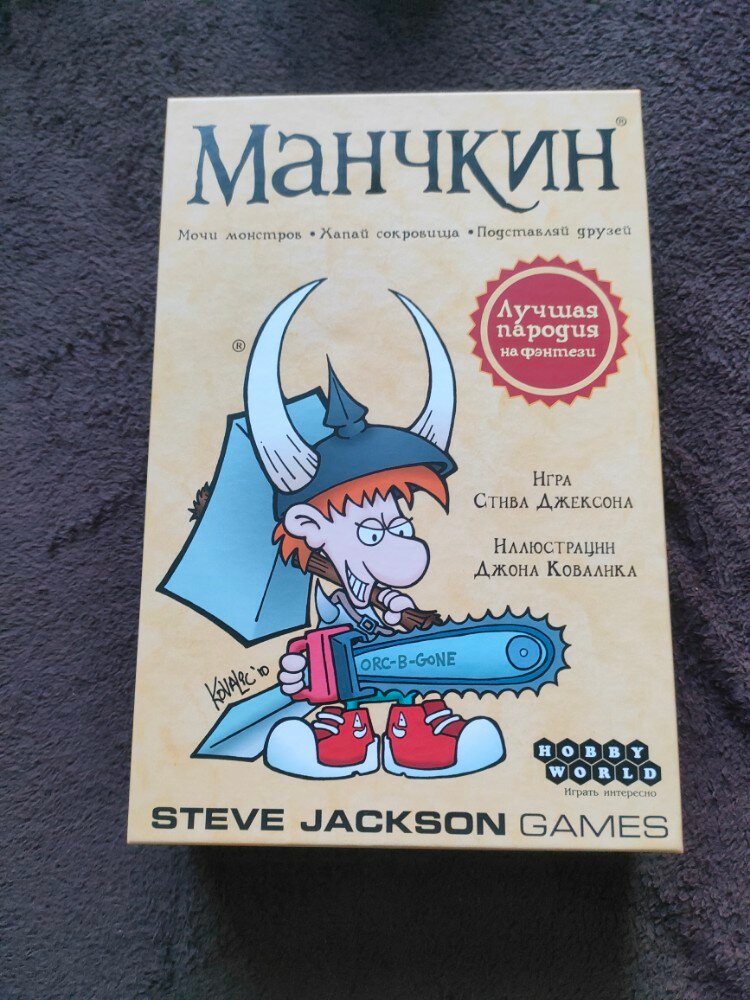 Манчкин®
Мочи монстров • Хапай сокровища • Подставляй друзей
Лучшая
пародия
на фэнтези
®
Игра
Стива Джексона
Иллюстрации
Джона Ковалика
ORC-B-GONE
KOVALIC '10
HOBBY
WORLD
Играть интересно
STEVE JACKSON GAMES